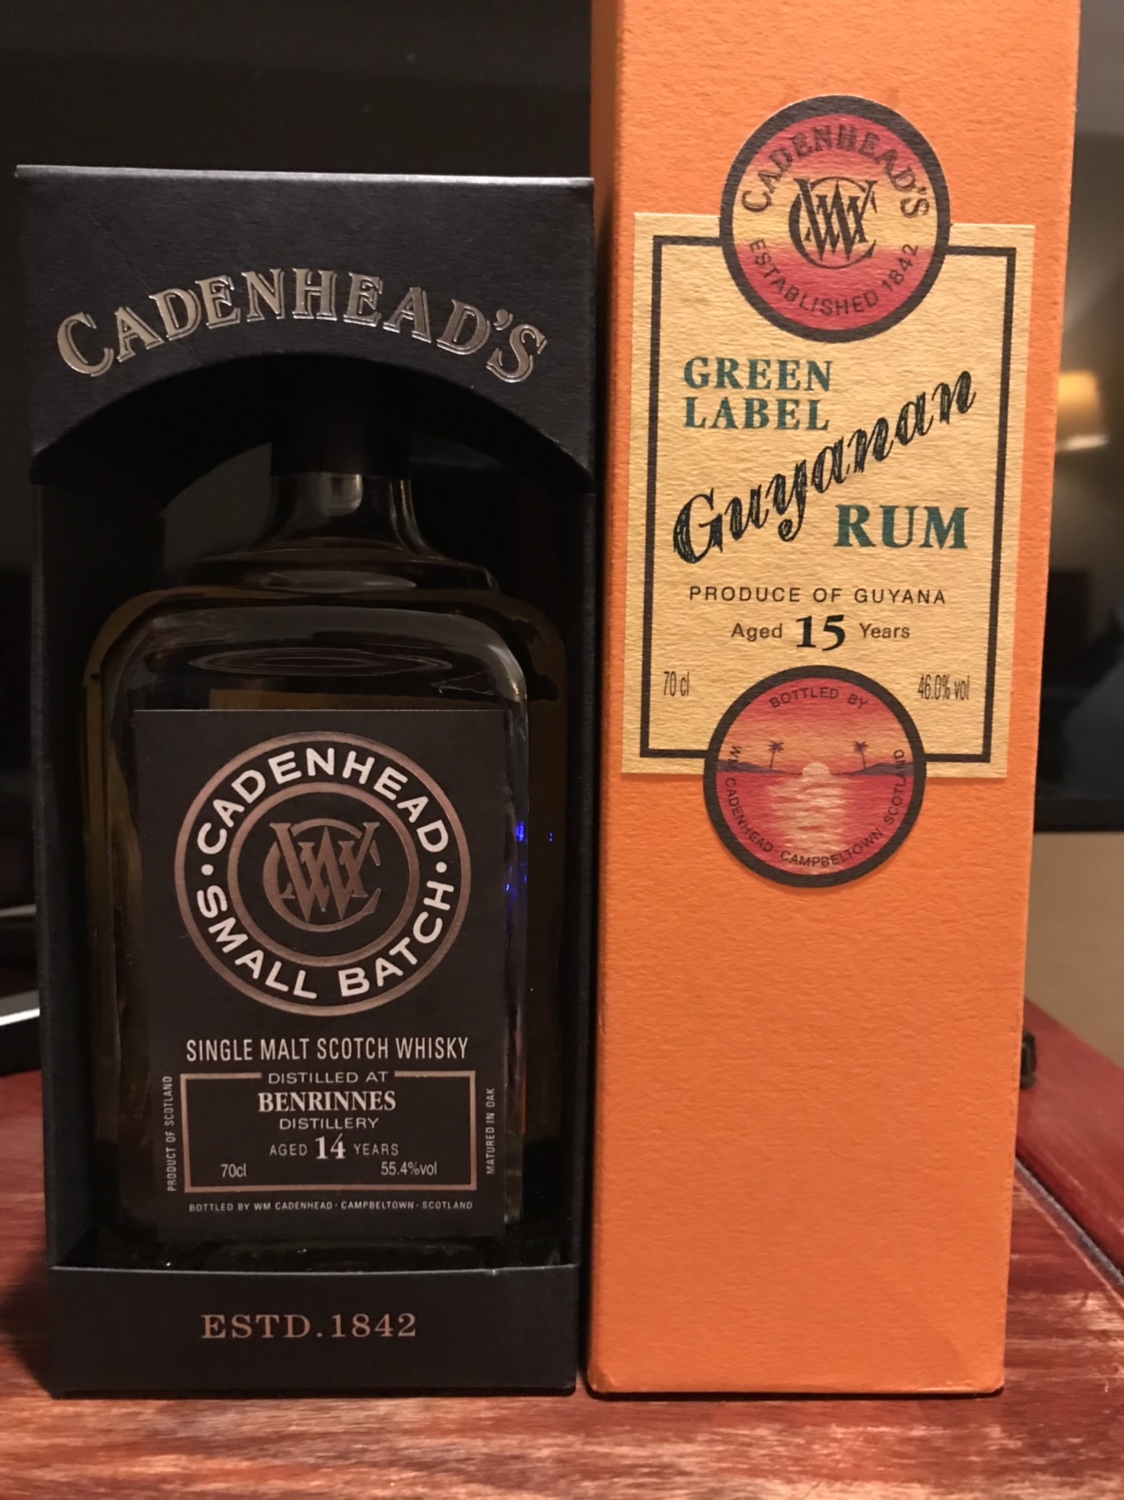 CADENHEAD'S
CADENHEAD
WC
· SMALL BATCH ·
SINGLE MALT SCOTCH WHISKY
DISTILLED AT
BENRINNES
DISTILLERY
AGED 14 YEARS
70cl 55.4%vol
PRODUCT OF SCOTLAND
MATURED IN OAK
BOTTLED BY WM CADENHEAD · CAMPBELTOWN · SCOTLAND
ESTD.1842
CADENHEAD'S
WC
ESTABLISHED 1842
GREEN
LABEL
Guyanan
RUM
PRODUCE OF GUYANA
Aged 15 Years
70 cl 46.0% vol
BOTTLED BY
WM CADENHEAD · CAMPBELTOWN SCOTLAND